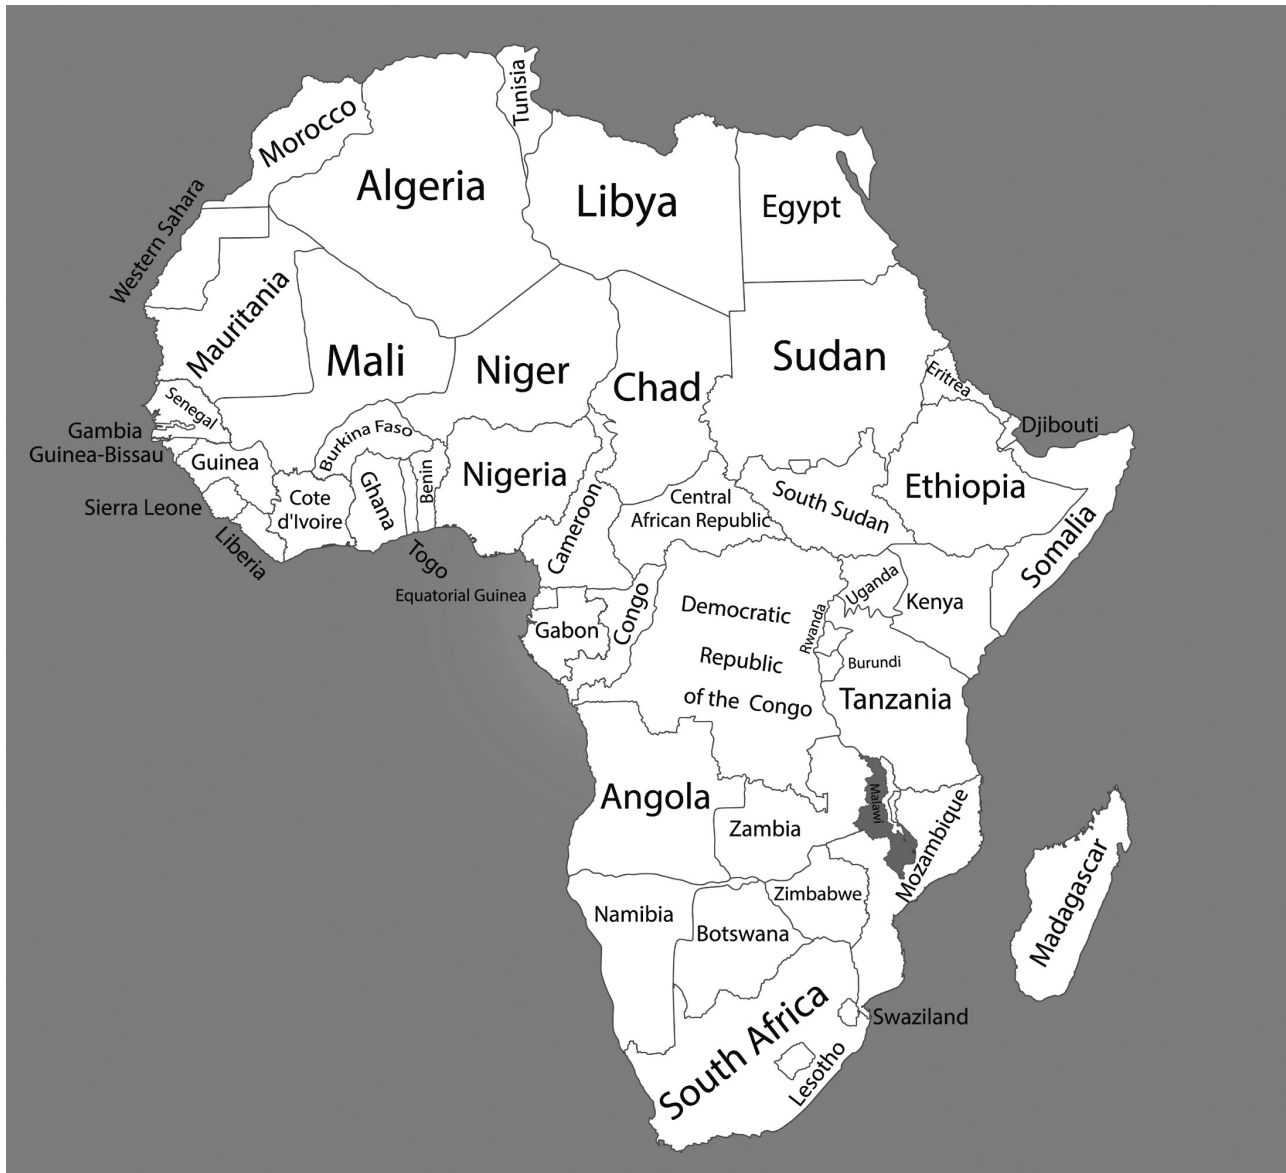 Tunisia
Morocco
Algeria
Libya
Egypt
Western Sahara
Mauritania
Mali
Niger
Chad
Sudan
Eritrea
Senegal
Gambia
Guinea-Bissau
Guinea
Burkina Faso
Djibouti
Sierra Leone
Liberia
Cote
d'Ivoire
Ghana
Togo
Benin
Nigeria
Cameroon
Central
African Republic
South Sudan
Ethiopia
Somalia
Equatorial Guinea
Gabon
Congo
Democratic
Republic
of the Congo
Uganda
Kenya
Rwanda
Burundi
Tanzania
Angola
Zambia
Malawi
Mozambique
Madagascar
Namibia
Botswana
Zimbabwe
South Africa
Swaziland
Lesotho